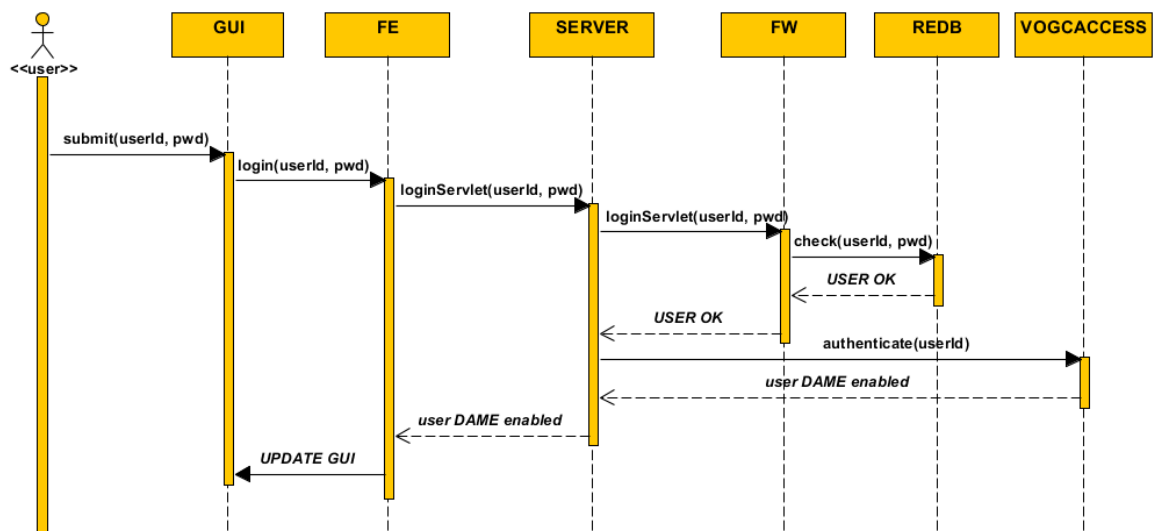 GUI
FE
SERVER
FW
REDB
VOGCACCESS
<<user>>
submit(userId, pwd)
login(userId, pwd)
loginServlet(userId, pwd)
loginServlet(userId, pwd)
check(userId, pwd)
USER OK
USER OK
authenticate(userId)
user DAME enabled
user DAME enabled
UPDATE GUI